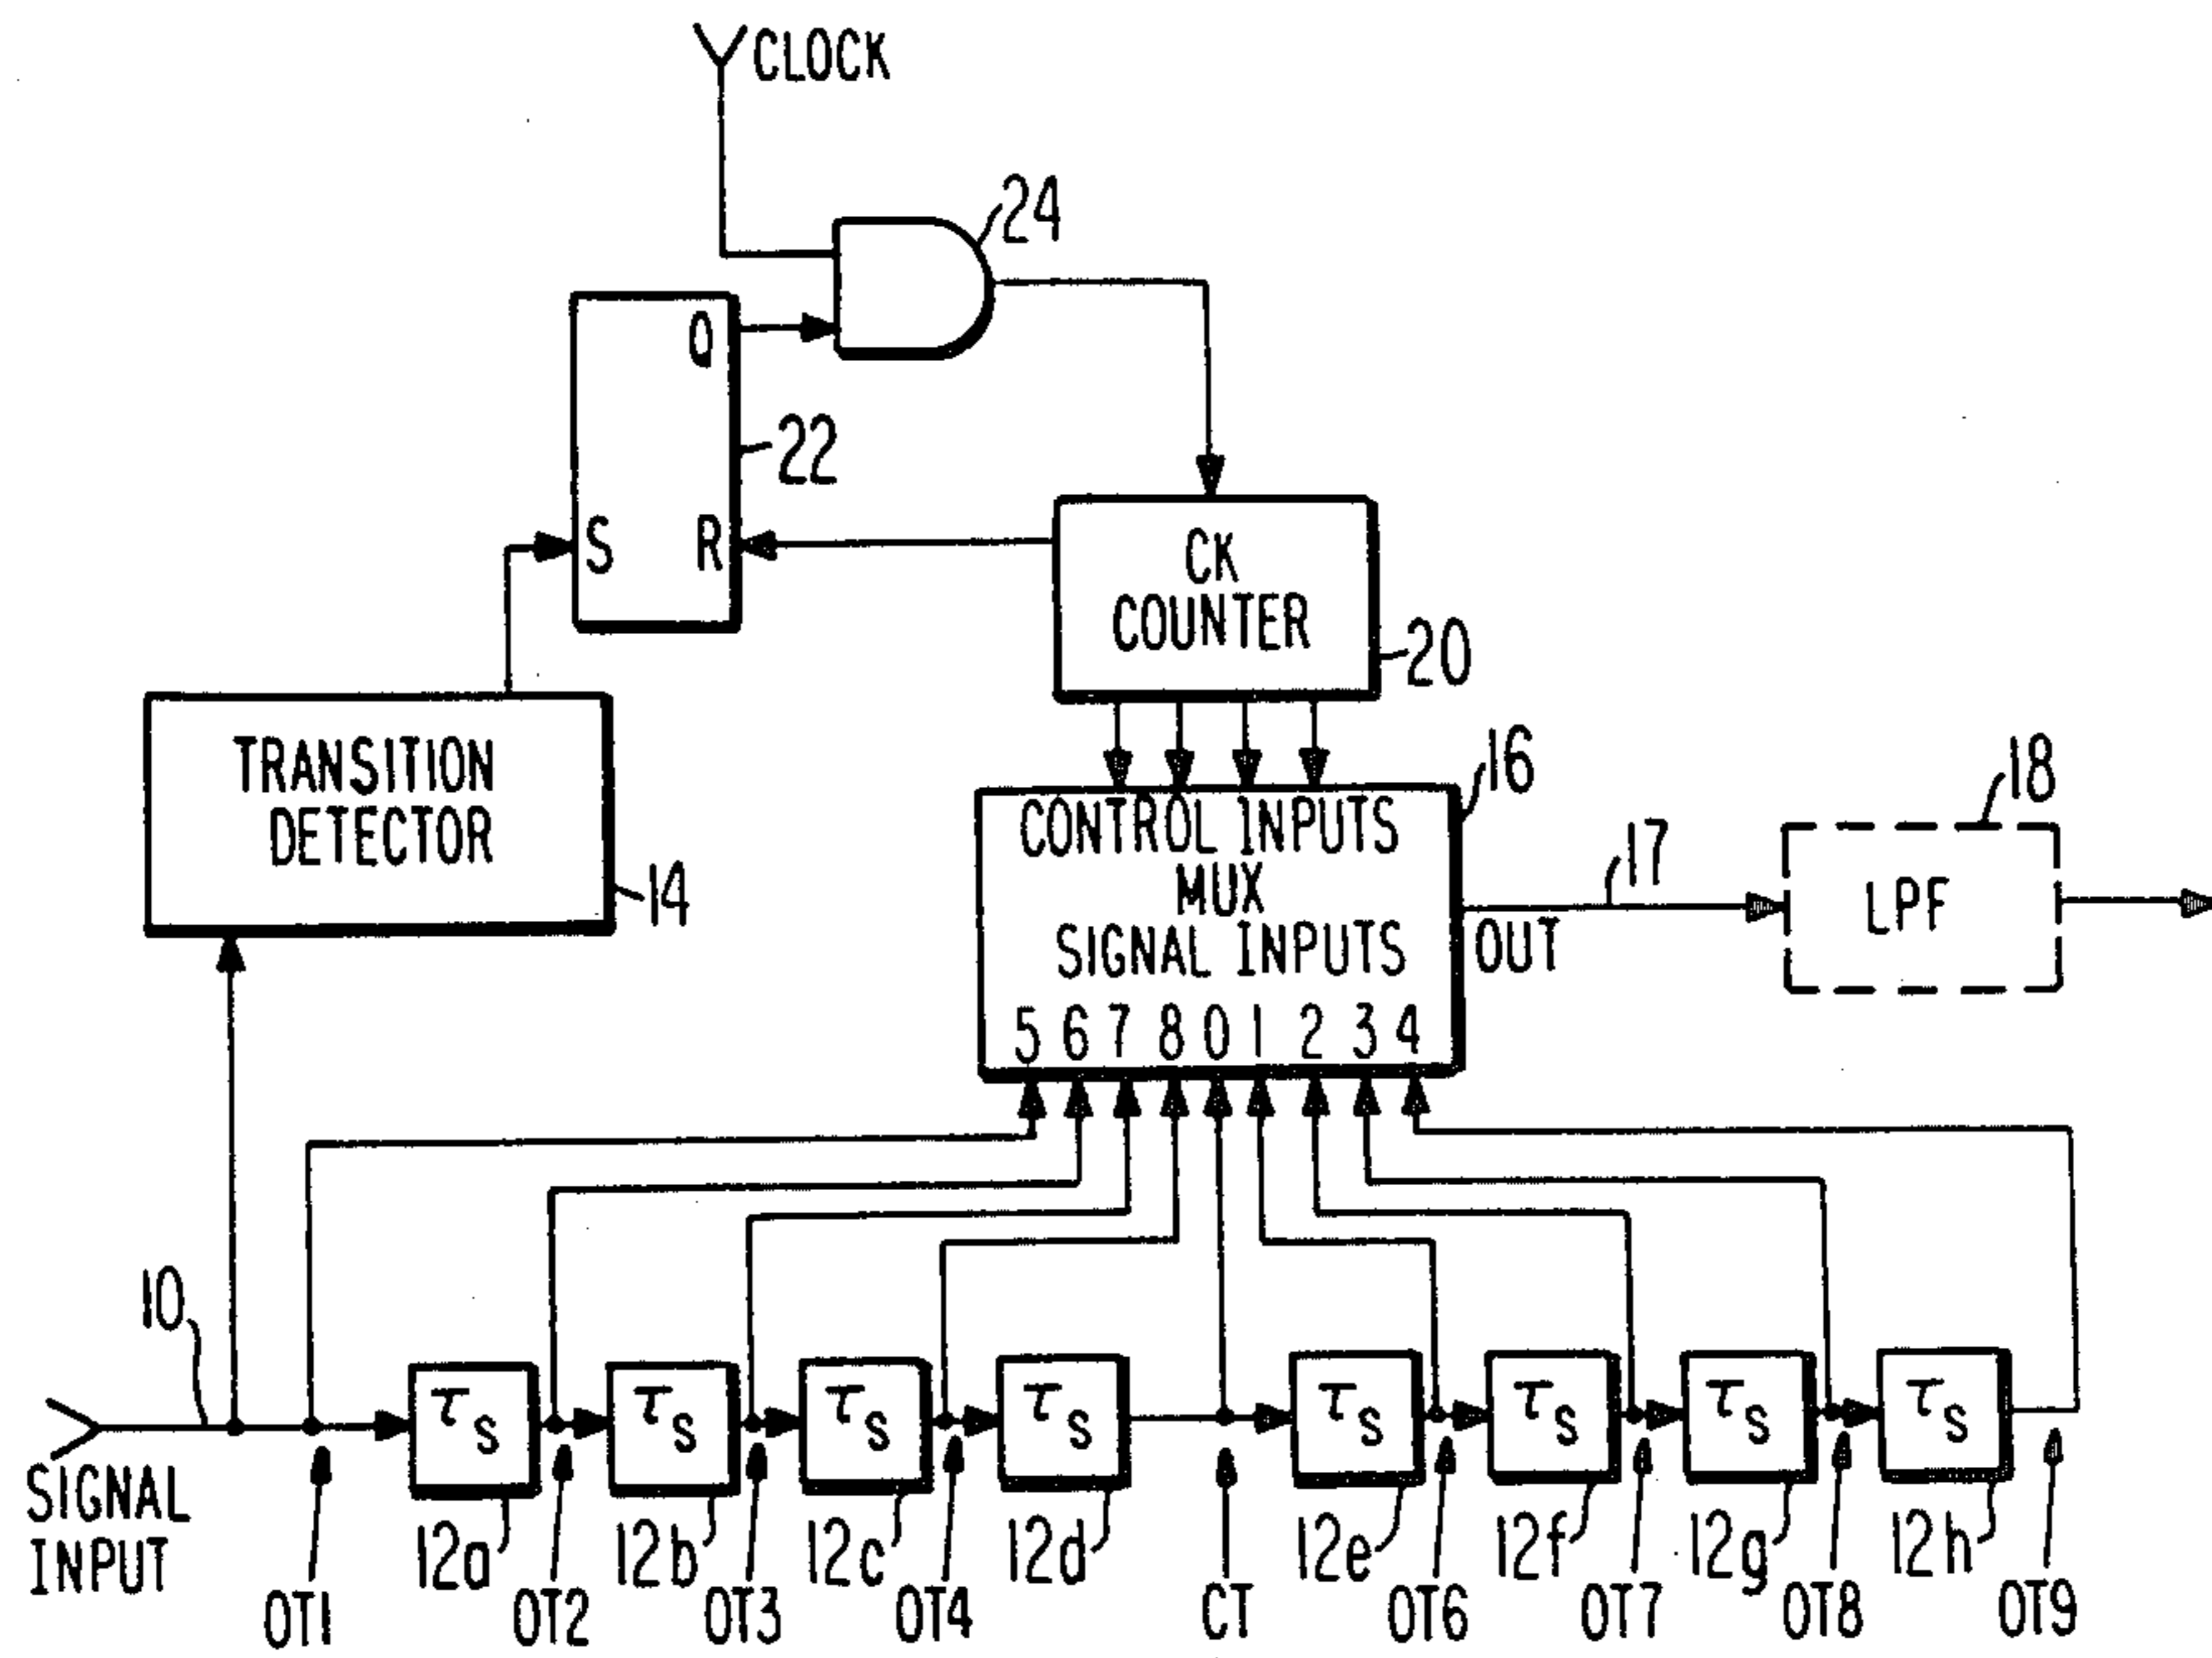 CLOCK
24
Q
22
S R
CK
COUNTER
20
TRANSITION
DETECTOR
14
16
CONTROL INPUTS
MUX
SIGNAL INPUTS
5 6 7 8 0 1 2 3 4
OUT
17
18
LPF
10
SIGNAL
INPUT
τS τS τS τS τS τS τS τS
12a 12b 12c 12d 12e 12f 12g 12h
OT1 OT2 OT3 OT4 CT OT6 OT7 OT8 OT9